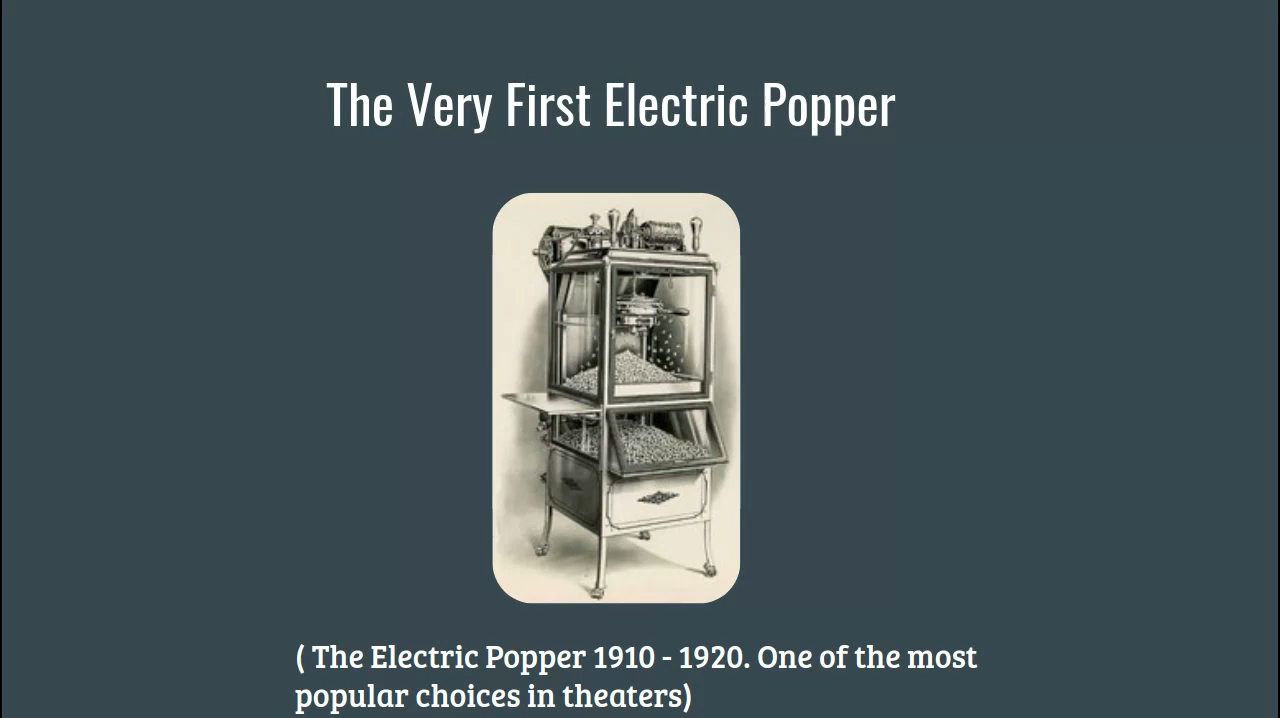 The Very First Electric Popper
( The Electric Popper 1910 - 1920. One of the most
popular choices in theaters)